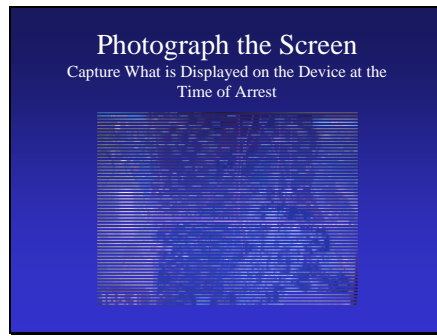 Photograph the Screen
Capture What is Displayed on the Device at the
Time of Arrest